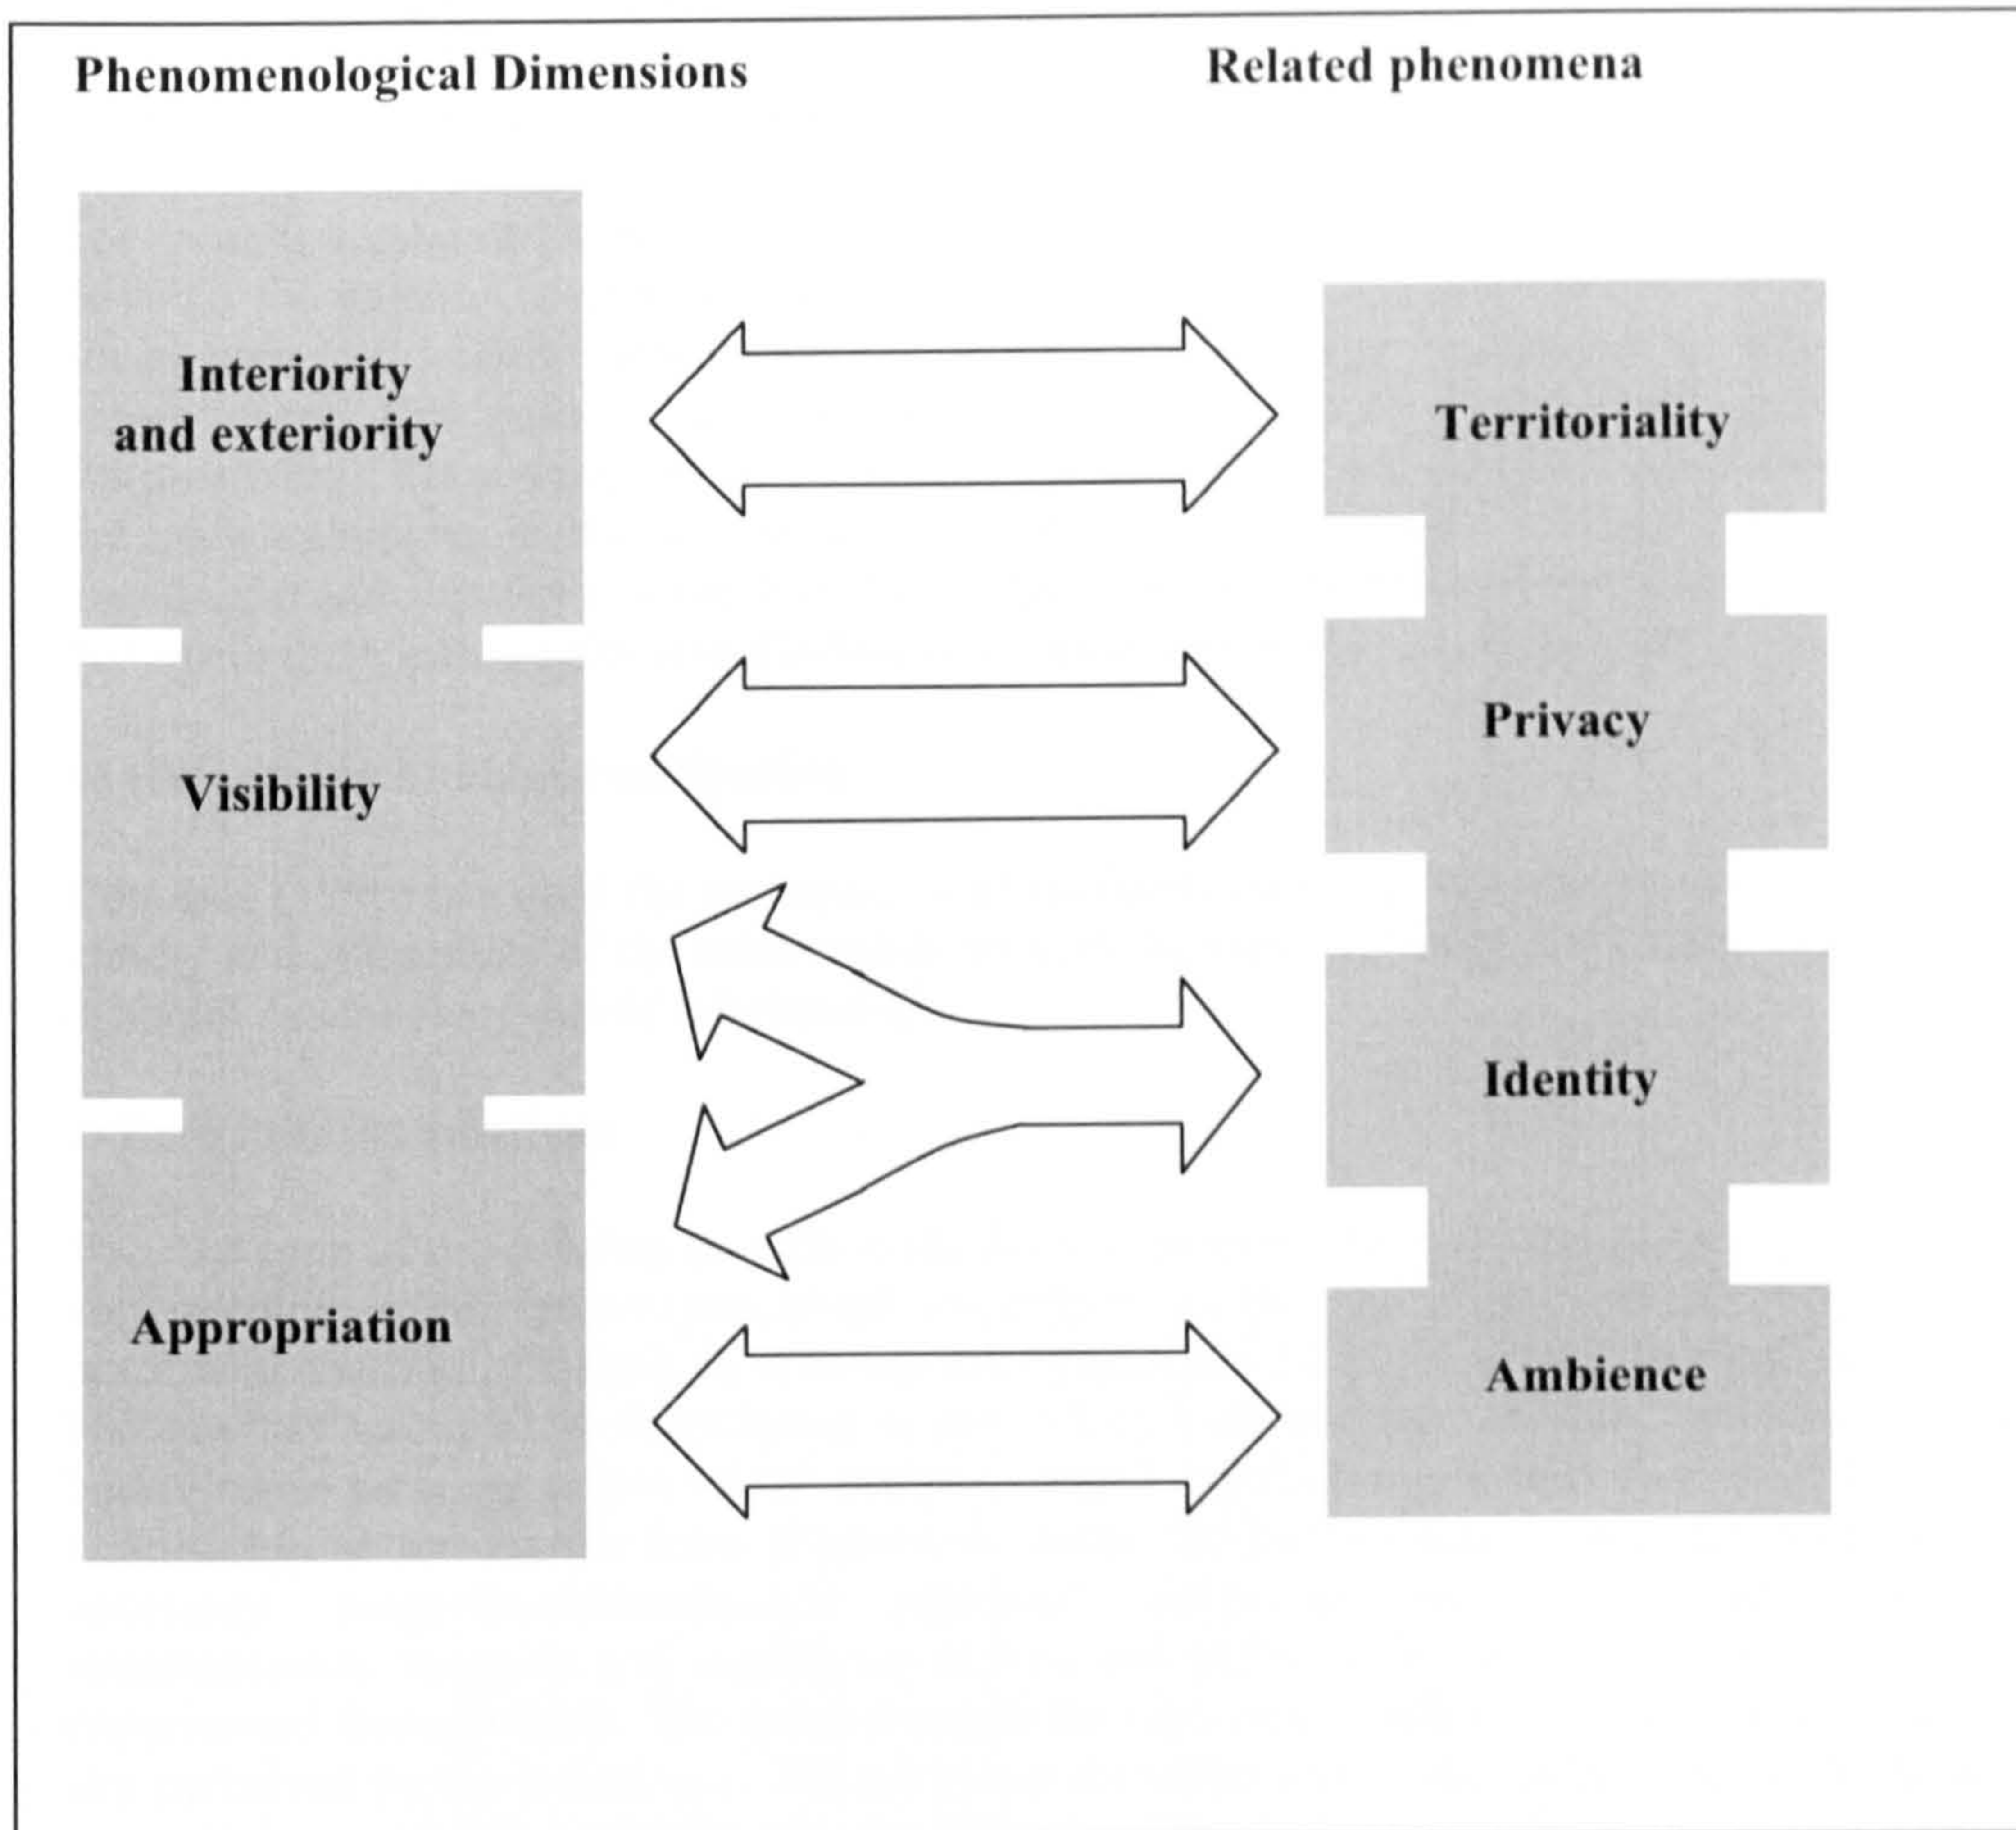 Phenomenological Dimensions
Related phenomena
Interiority
and exteriority
Visibility
Appropriation
Territoriality
Privacy
Identity
Ambience